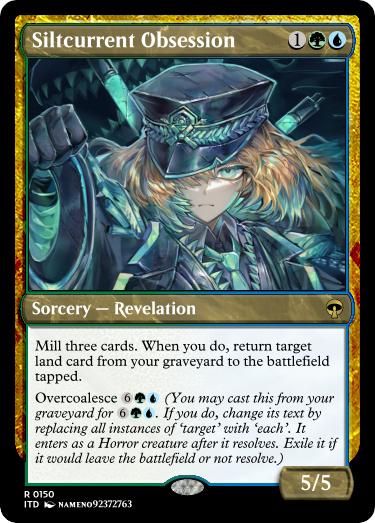 Siltcurrent Obsession 1
Sorcery — Revelation
Mill three cards. When you do, return target
land card from your graveyard to the battlefield
tapped.
Overcoalesce 6 (You may cast this from your
graveyard for 6 . If you do, change its text by
replacing all instances of ‘target’ with ‘each’. It
enters as a Horror creature after it resolves. Exile it if
it would leave the battlefield or not resolve.)
5/5
R 0150
ITD NAMENO92372763